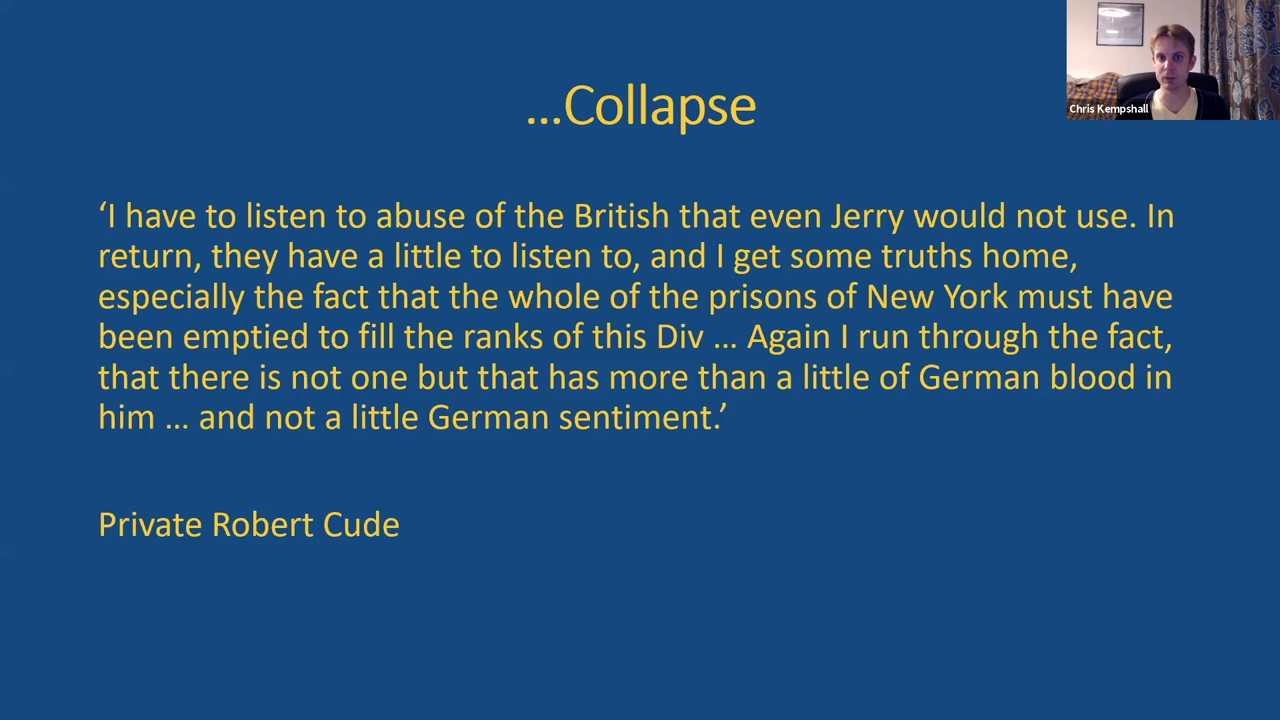 …Collapse
Chris Kempshall
‘I have to listen to abuse of the British that even Jerry would not use. In
return, they have a little to listen to, and I get some truths home,
especially the fact that the whole of the prisons of New York must have
been emptied to fill the ranks of this Div … Again I run through the fact,
that there is not one but that has more than a little of German blood in
him … and not a little German sentiment.’
Private Robert Cude